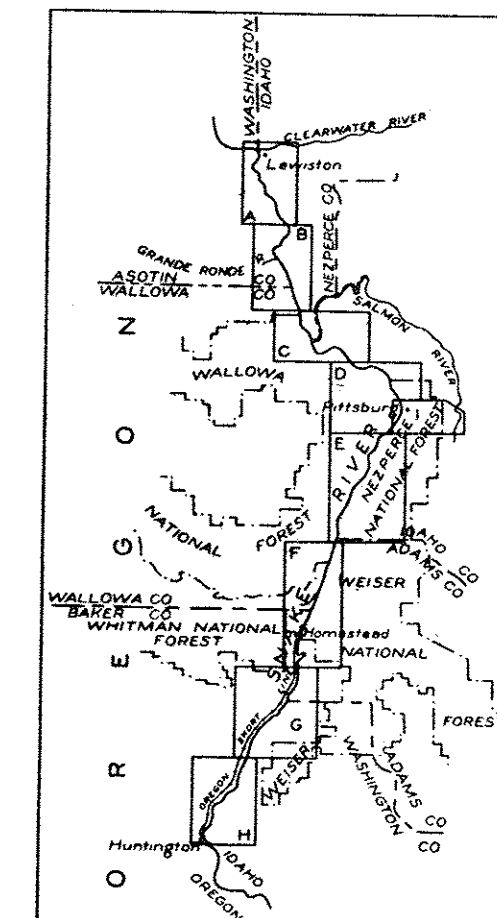 WASHINGTON
IDAHO
CLEARWATER RIVER
Lewiston
A
B
NEZPERCE CO
GRANDE RONDE
R
ASOTIN CO
WALLOWA CO
SALMON
RIVER
C
WALLOWA
D
Pittsburg
E
NEZPERCE
NATIONAL FOREST
SNAKE RIVER
NATIONAL
FOREST
IDAHO CO
ADAMS CO
F
WEISER
NATIONAL
FOREST
WALLOWA CO
BAKER CO
WHITMAN NATIONAL
FOREST
Homestead
OREGON SHORT LINE
G
WEISER
ADAMS CO
WASHINGTON CO
H
Huntington
IDAHO
OREGON
OREGON